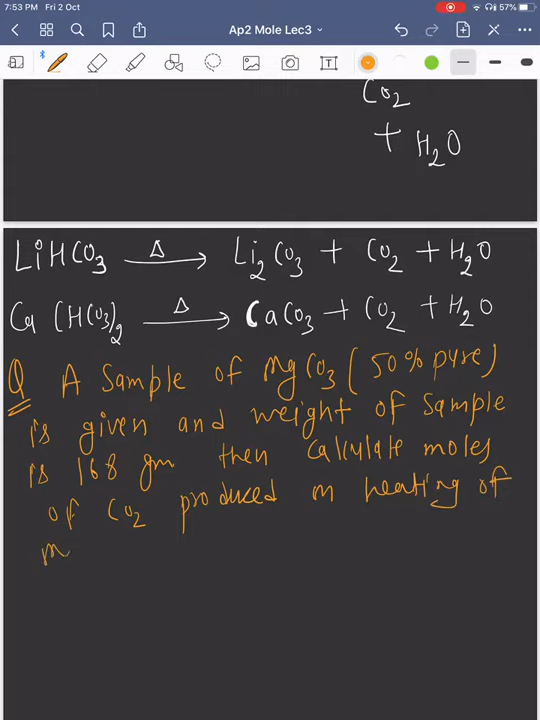 7:53 PM Fri 2 Oct 57%
Ap2 Mole Lec3
CO2
+ H2O
LiHCO3 Δ Li2CO3 + CO2 + H2O
Ca (HCO3)2 Δ CaCO3 + CO2 + H2O
Q A Sample of MgCO3 (50% pure)
is given and weight of Sample
is 168 gm then calculate moles
of CO2 produced on heating of
m